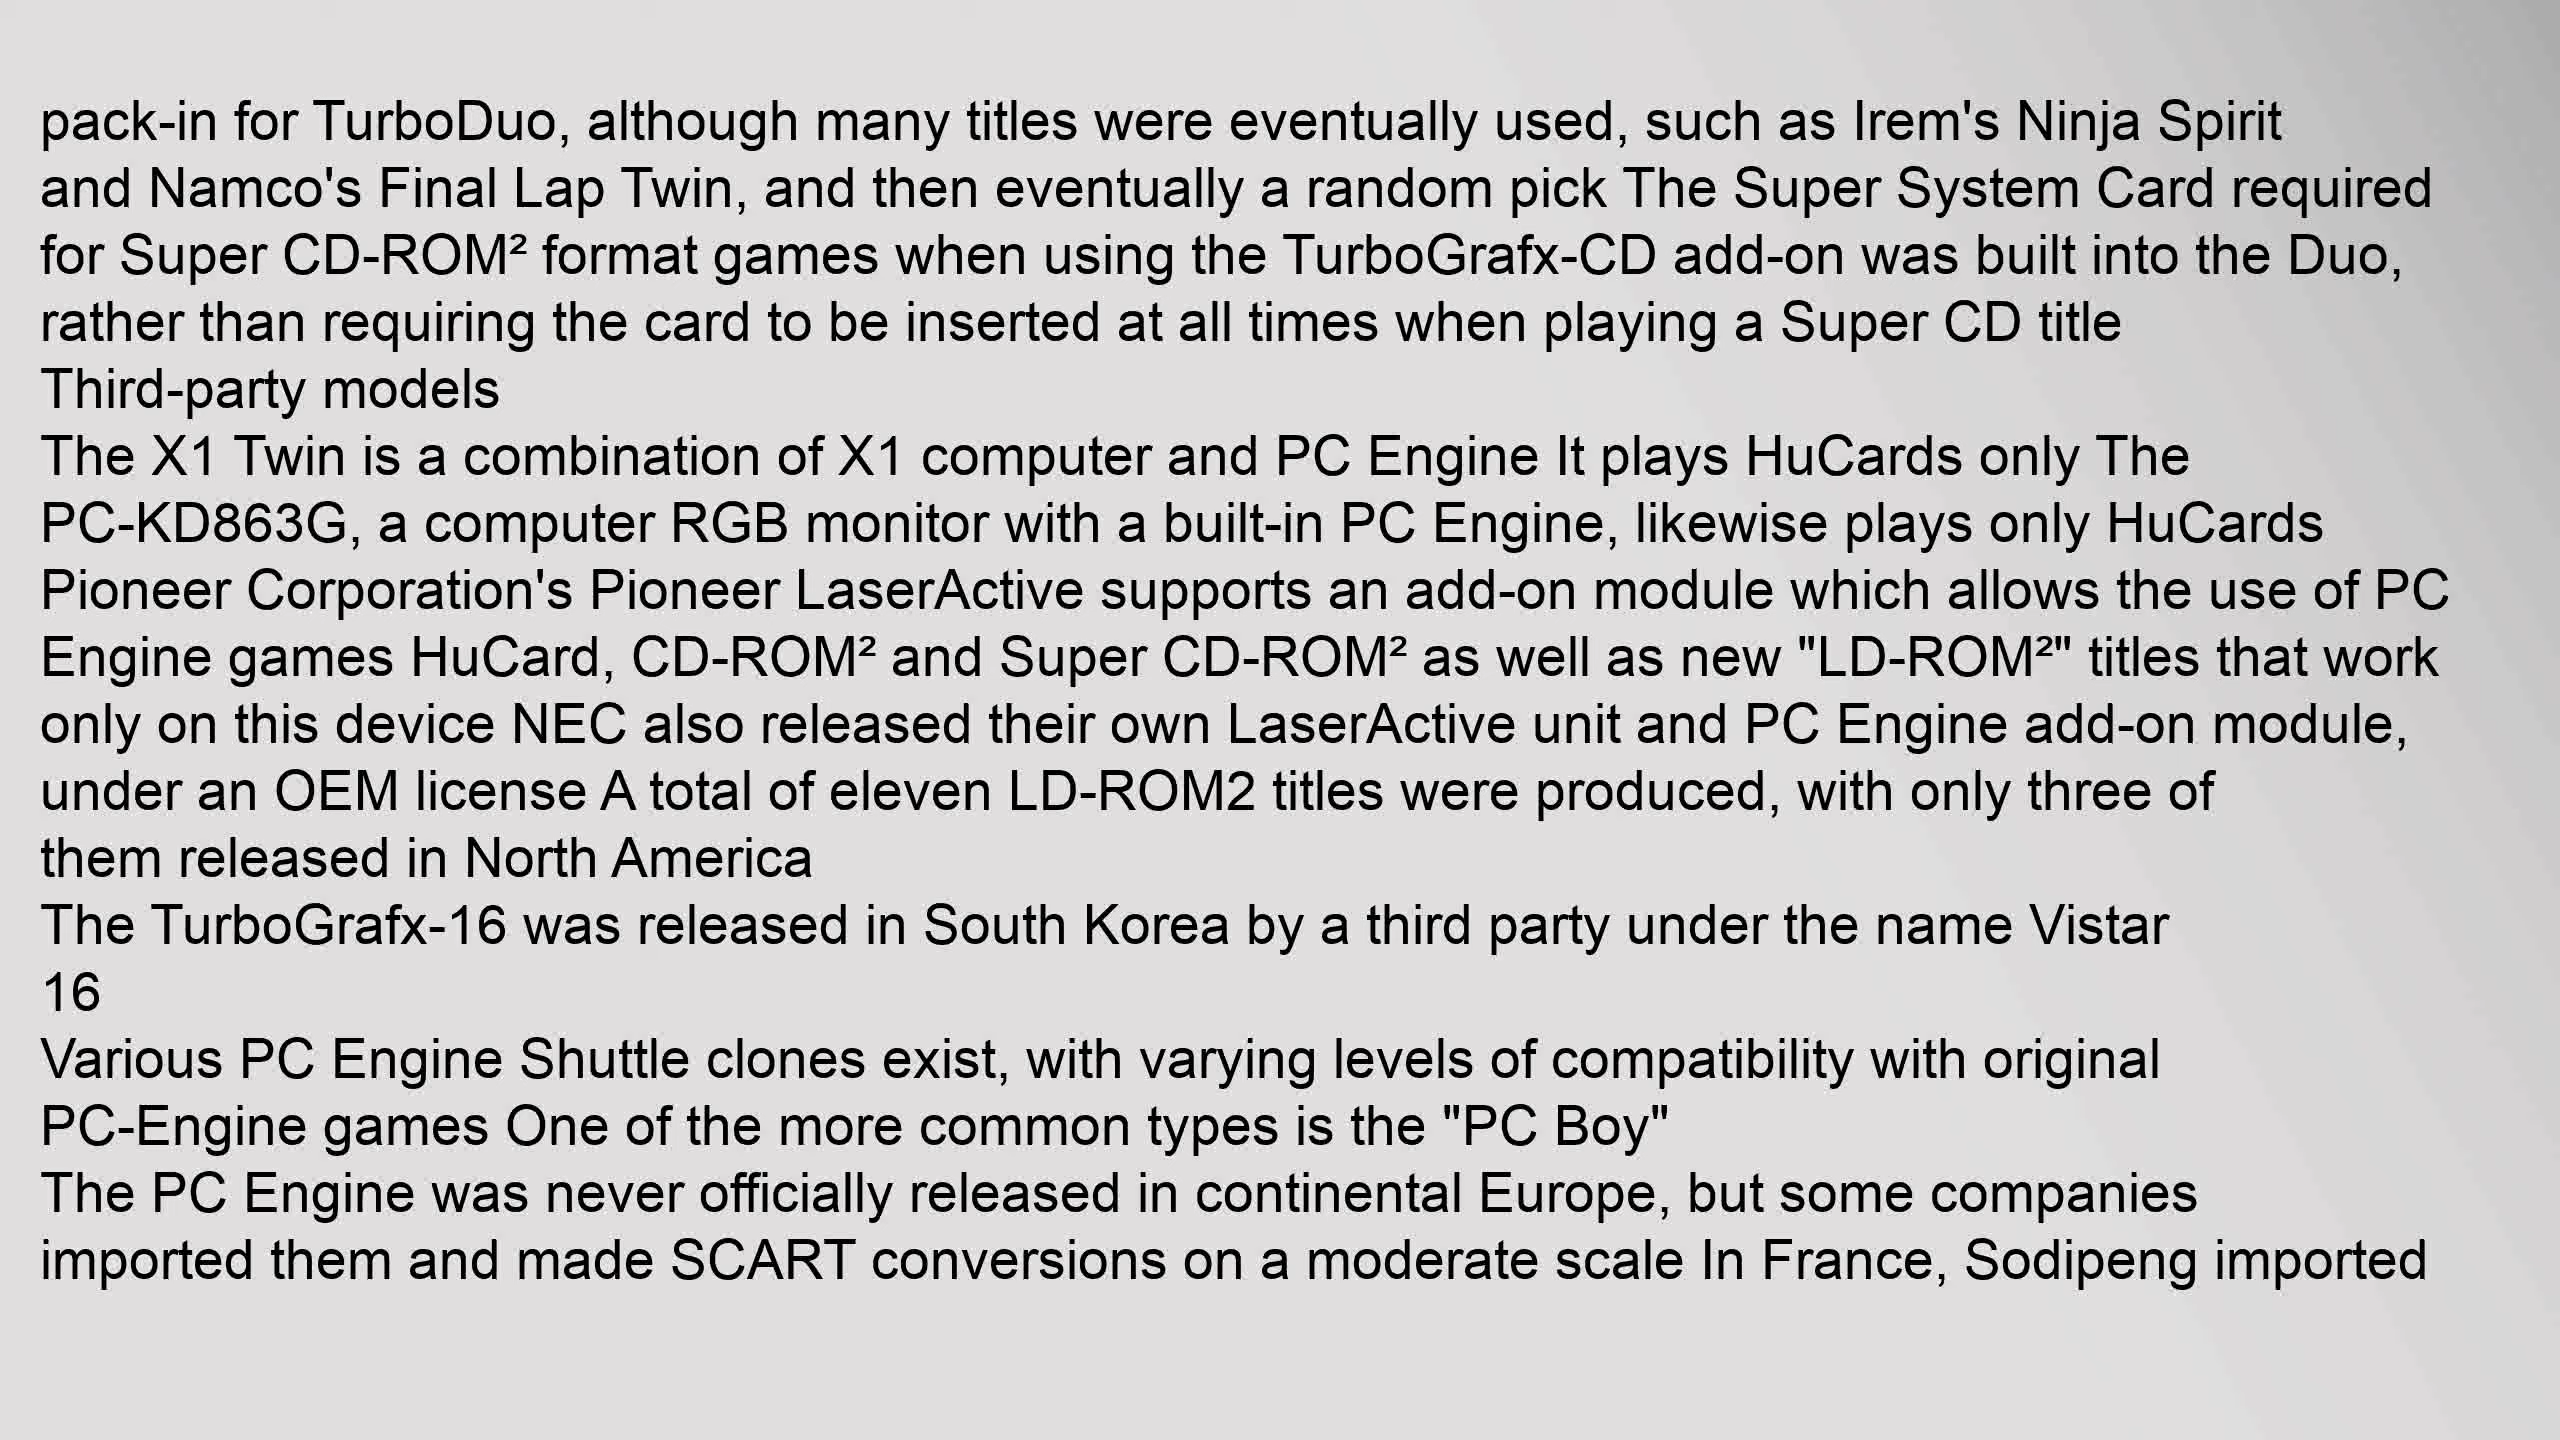 pack-in for TurboDuo, although many titles were eventually used, such as Irem's Ninja Spirit
and Namco's Final Lap Twin, and then eventually a random pick The Super System Card required
for Super CD-ROM² format games when using the TurboGrafx-CD add-on was built into the Duo,
rather than requiring the card to be inserted at all times when playing a Super CD title
Third-party models
The X1 Twin is a combination of X1 computer and PC Engine It plays HuCards only The
PC-KD863G, a computer RGB monitor with a built-in PC Engine, likewise plays only HuCards
Pioneer Corporation's Pioneer LaserActive supports an add-on module which allows the use of PC
Engine games HuCard, CD-ROM² and Super CD-ROM² as well as new "LD-ROM²" titles that work
only on this device NEC also released their own LaserActive unit and PC Engine add-on module,
under an OEM license A total of eleven LD-ROM2 titles were produced, with only three of
them released in North America
The TurboGrafx-16 was released in South Korea by a third party under the name Vistar
16
Various PC Engine Shuttle clones exist, with varying levels of compatibility with original
PC-Engine games One of the more common types is the "PC Boy"
The PC Engine was never officially released in continental Europe, but some companies
imported them and made SCART conversions on a moderate scale In France, Sodipeng imported